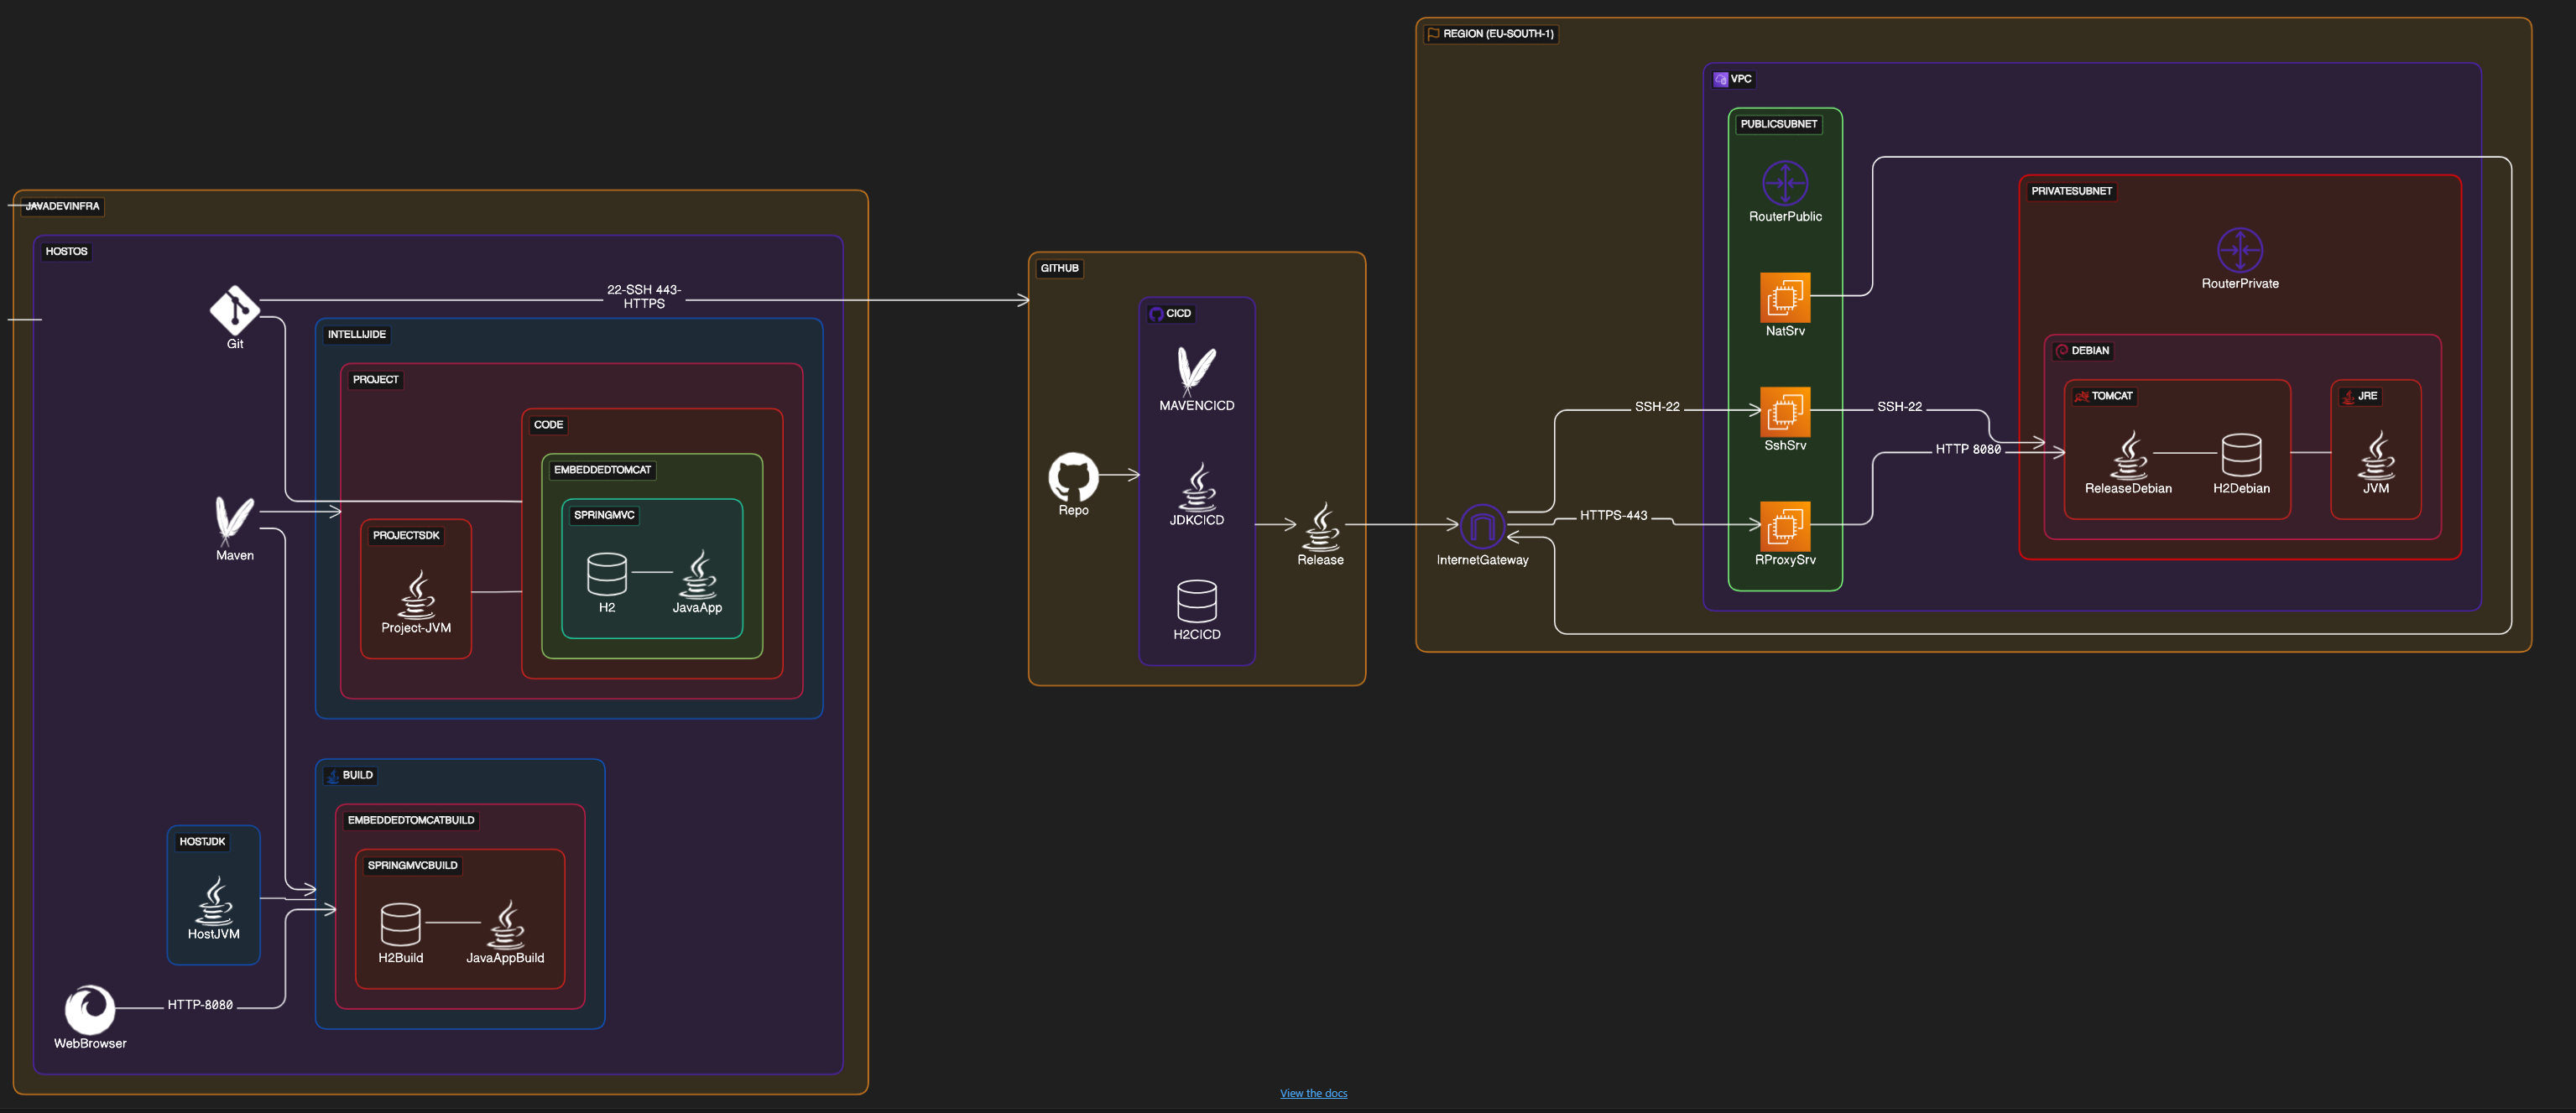 JAVADEVINFRA
HOSTOS
Git
22-SSH 443-
HTTPS
INTELLIJIDE
PROJECT
CODE
EMBEDDEDTOMCAT
SPRINGMVC
H2
JavaApp
PROJECTSDK
Project-JVM
Maven
BUILD
EMBEDDEDTOMCATBUILD
SPRINGMVCBUILD
H2Build
JavaAppBuild
HOSTJDK
HostJVM
HTTP-8080
WebBrowser
GITHUB
CICD
MAVENCICD
Repo
JDKCICD
H2CICD
Release
REGION (EU-SOUTH-1)
VPC
PUBLICSUBNET
RouterPublic
NatSrv
SSH-22
SshSrv
SSH-22
HTTPS-443
RProxySrv
HTTP 8080
InternetGateway
PRIVATESUBNET
RouterPrivate
DEBIAN
TOMCAT
ReleaseDebian
H2Debian
JRE
JVM
View the docs